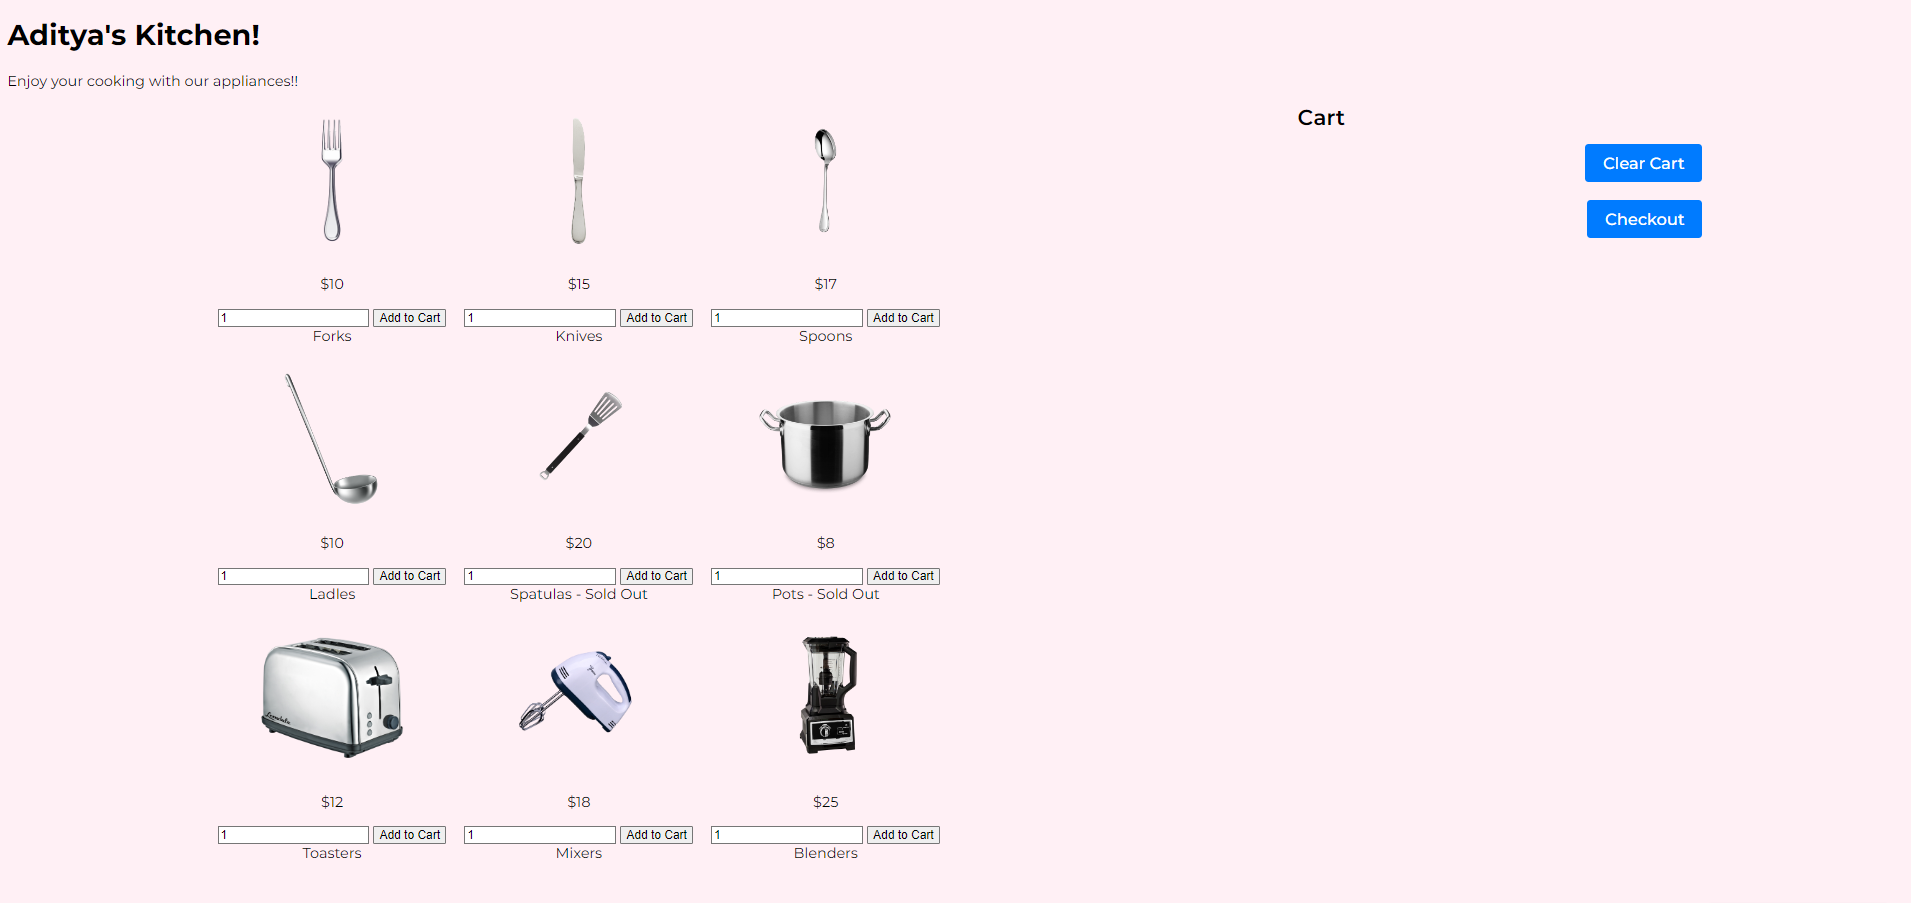 Aditya's Kitchen!
Enjoy your cooking with our appliances!!
Cart
Clear Cart
Checkout
$10 $15 $17
1 Add to Cart 1 Add to Cart 1 Add to Cart
Forks Knives Spoons
$10 $20 $8
1 Add to Cart 1 Add to Cart 1 Add to Cart
Ladles Spatulas - Sold Out Pots - Sold Out
$12 $18 $25
1 Add to Cart 1 Add to Cart 1 Add to Cart
Toasters Mixers Blenders